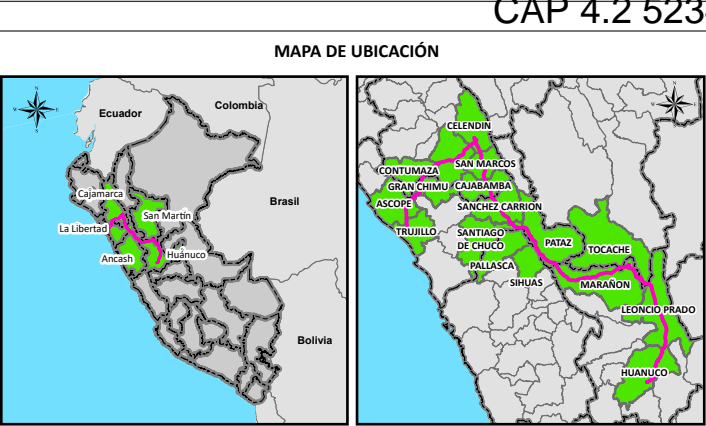 CAP 4.2 523
MAPA DE UBICACIÓN
N
W
E
S
Ecuador
Colombia
Cajamarca
San Martín
Brasil
La Libertad
Huánuco
Ancash
Bolivia
N
W
E
S
CELENDIN
SAN MARCOS
CONTUMAZA
GRAN CHIMU
CAJABAMBA
ASCOPE
SANCHEZ CARRION
TRUJILLO
SANTIAGO
DE CHUCO
PATAZ
TOCACHE
PALLASCA
SIHUAS
MARAÑON
LEONCIO PRADO
HUANUCO